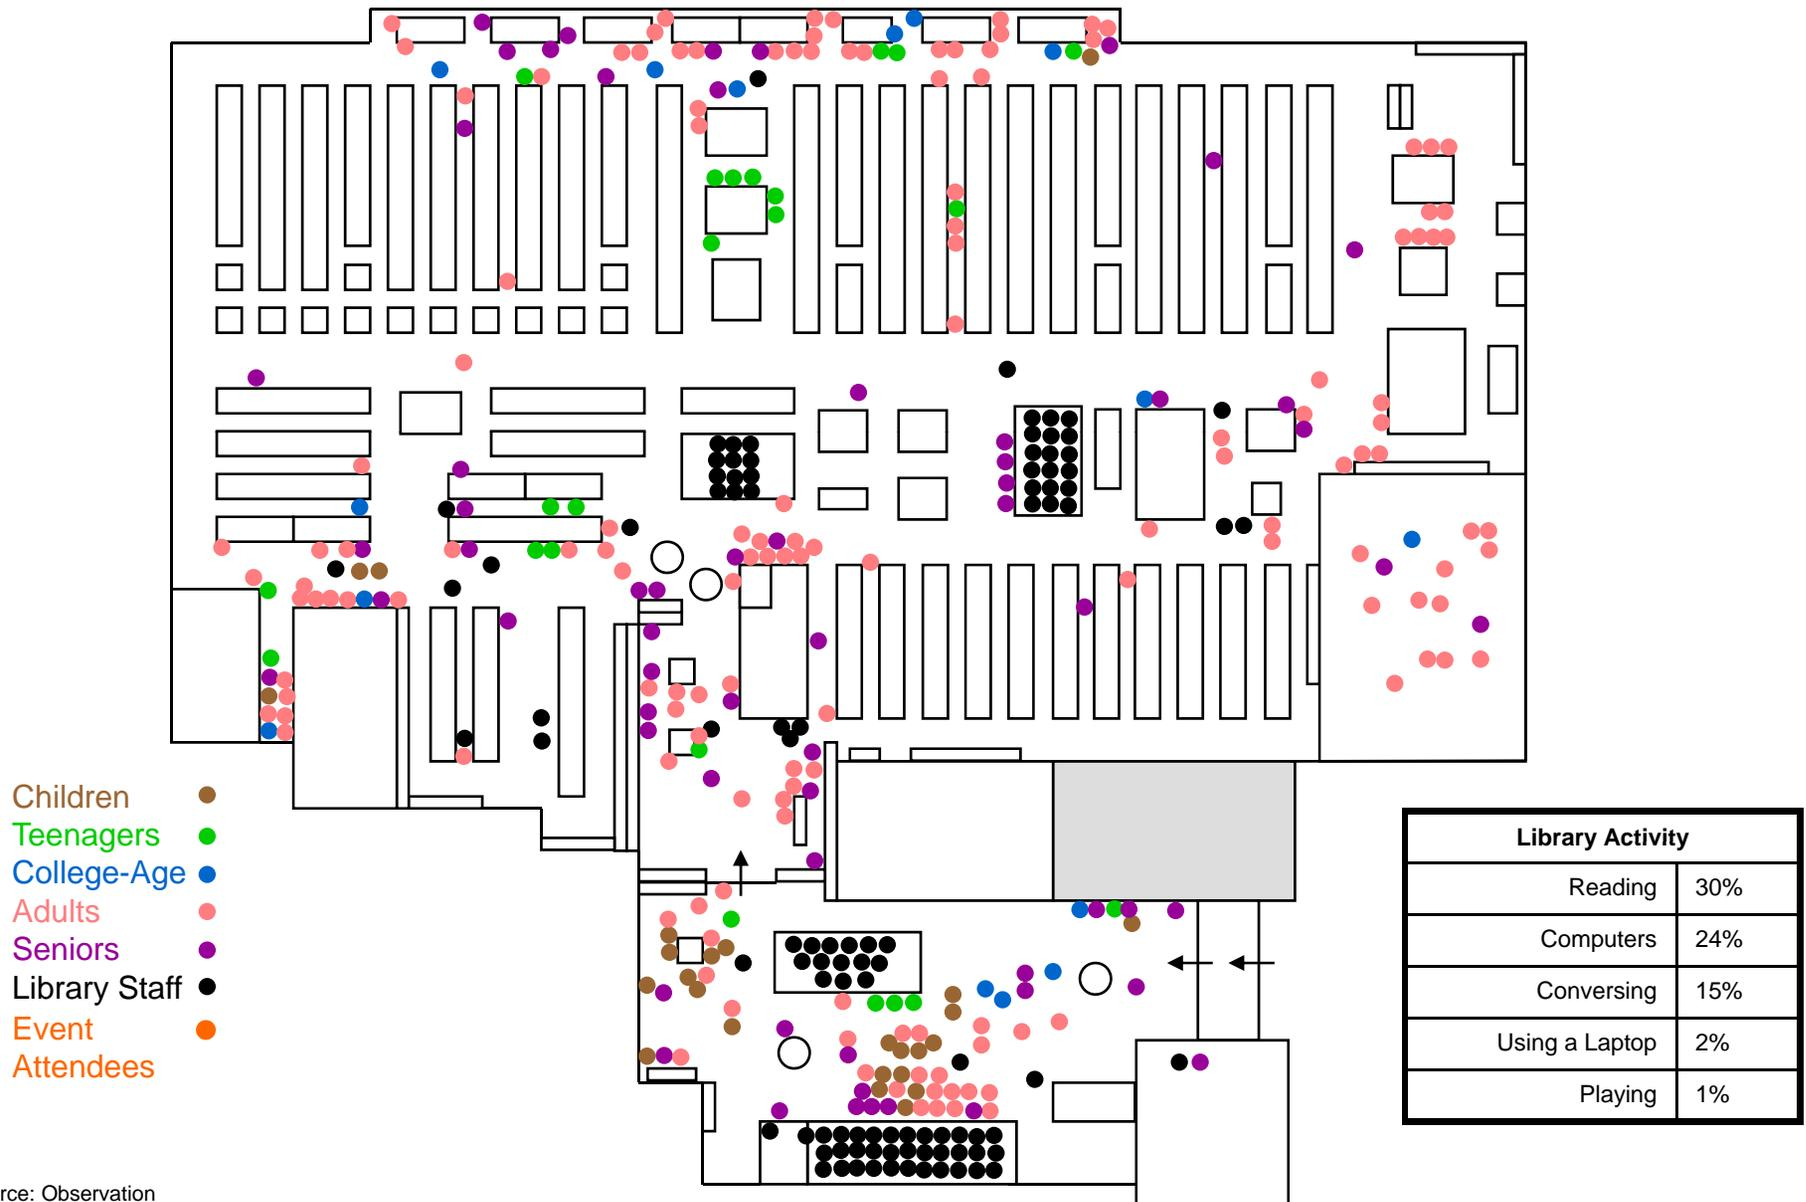 Children
Teenagers
College-Age
Adults
Seniors
Library Staff
Event
Attendees
Library Activity
Reading 30%
Computers 24%
Conversing 15%
Using a Laptop 2%
Playing 1%
rce: Observation